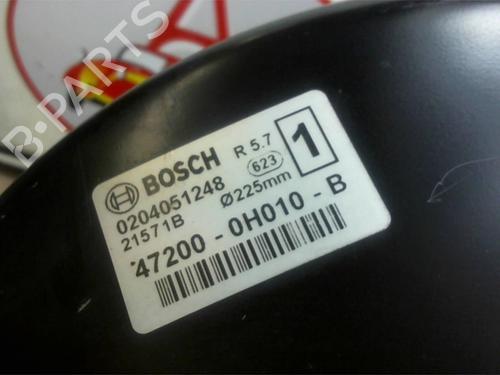 B-PARTS
BOSCH R 5.7 1
0204051248 623
21571B Ø225mm
47200 - 0H010 - B